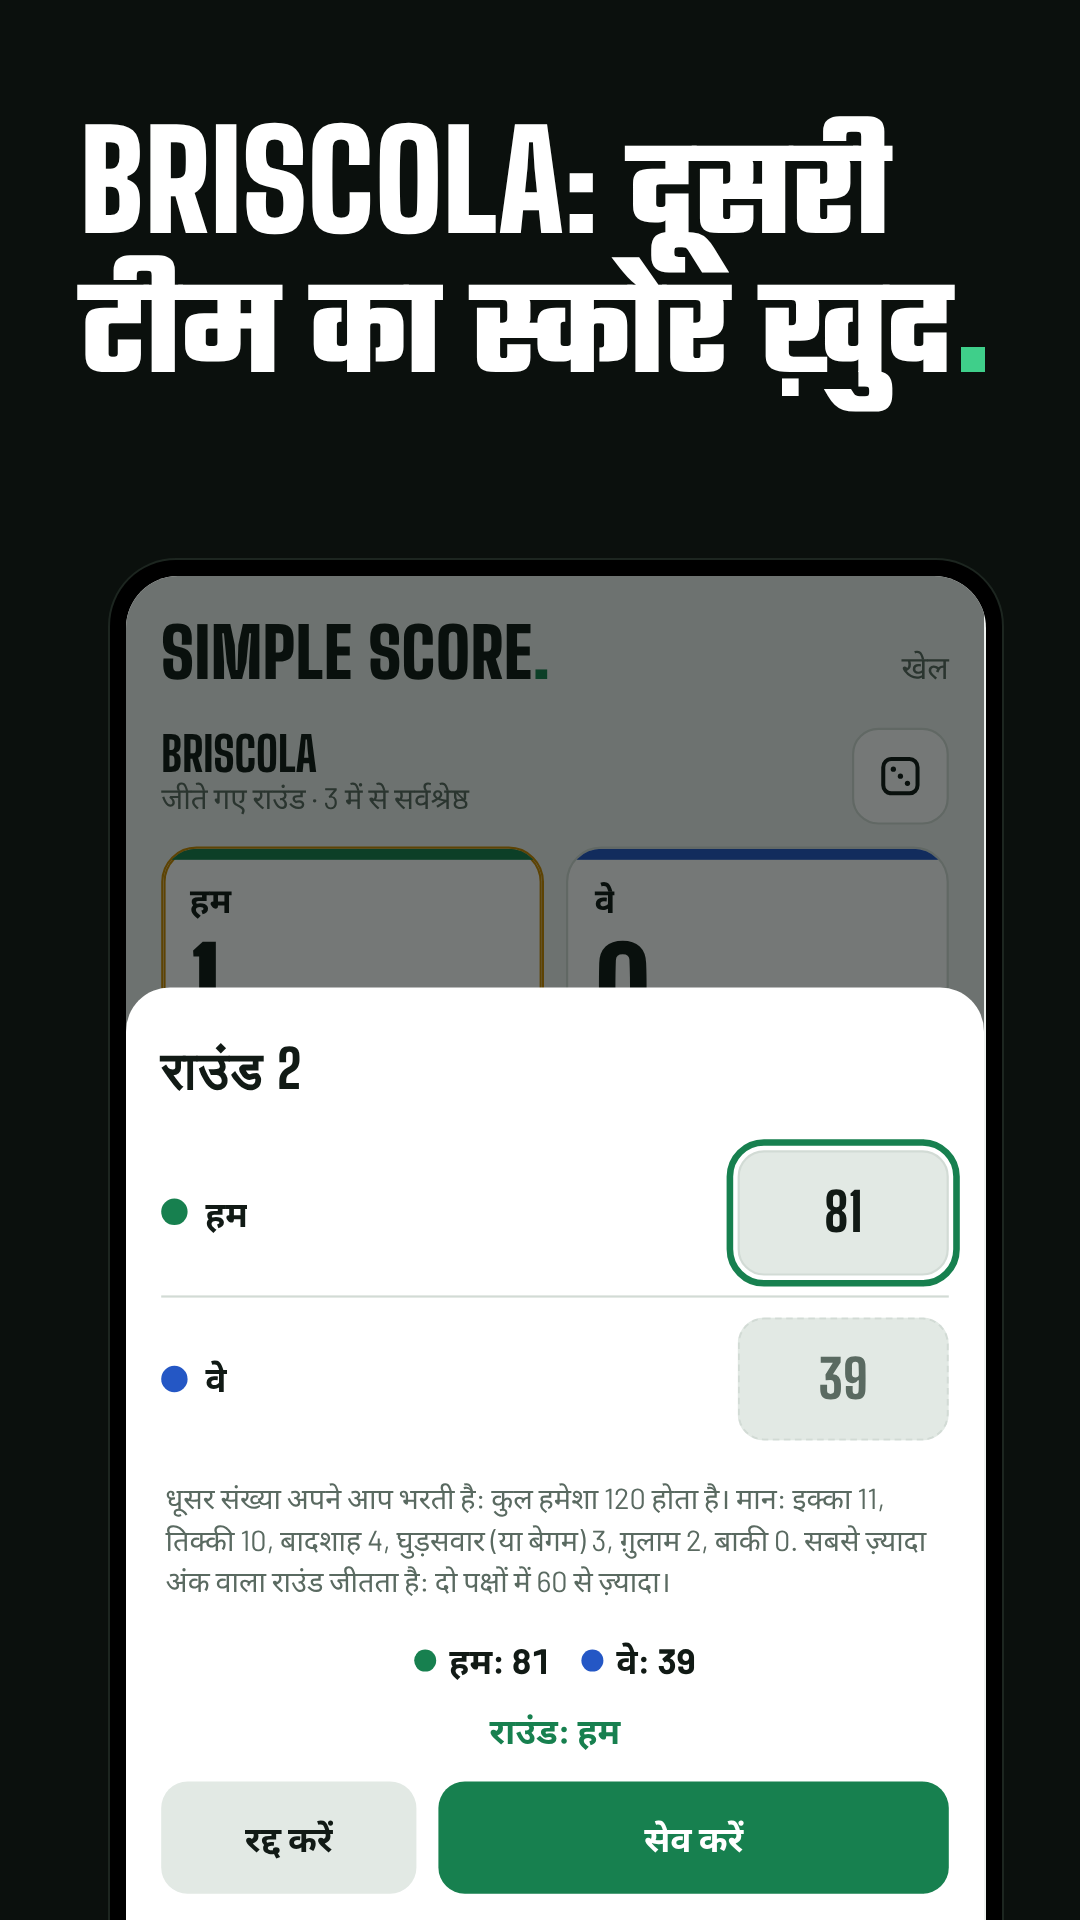 BRISCOLA: दूसरी
टीम का स्कोर ख़ुद.
SIMPLE SCORE.
खेल
BRISCOLA
जीते गए राउंड · 3 में से सर्वश्रेष्ठ
हम
वे
1
0
राउंड 2
हम
81
वे
39
धूसर संख्या अपने आप भरती है: कुल हमेशा 120 होता है। मान: इक्का 11,
तिक्की 10, बादशाह 4, घुड़सवार (या बेगम) 3, ग़ुलाम 2, बाकी 0. सबसे ज़्यादा
अंक वाला राउंड जीतता है: दो पक्षों में 60 से ज़्यादा।
हम: 81 वे: 39
राउंड: हम
रद्द करें
सेव करें